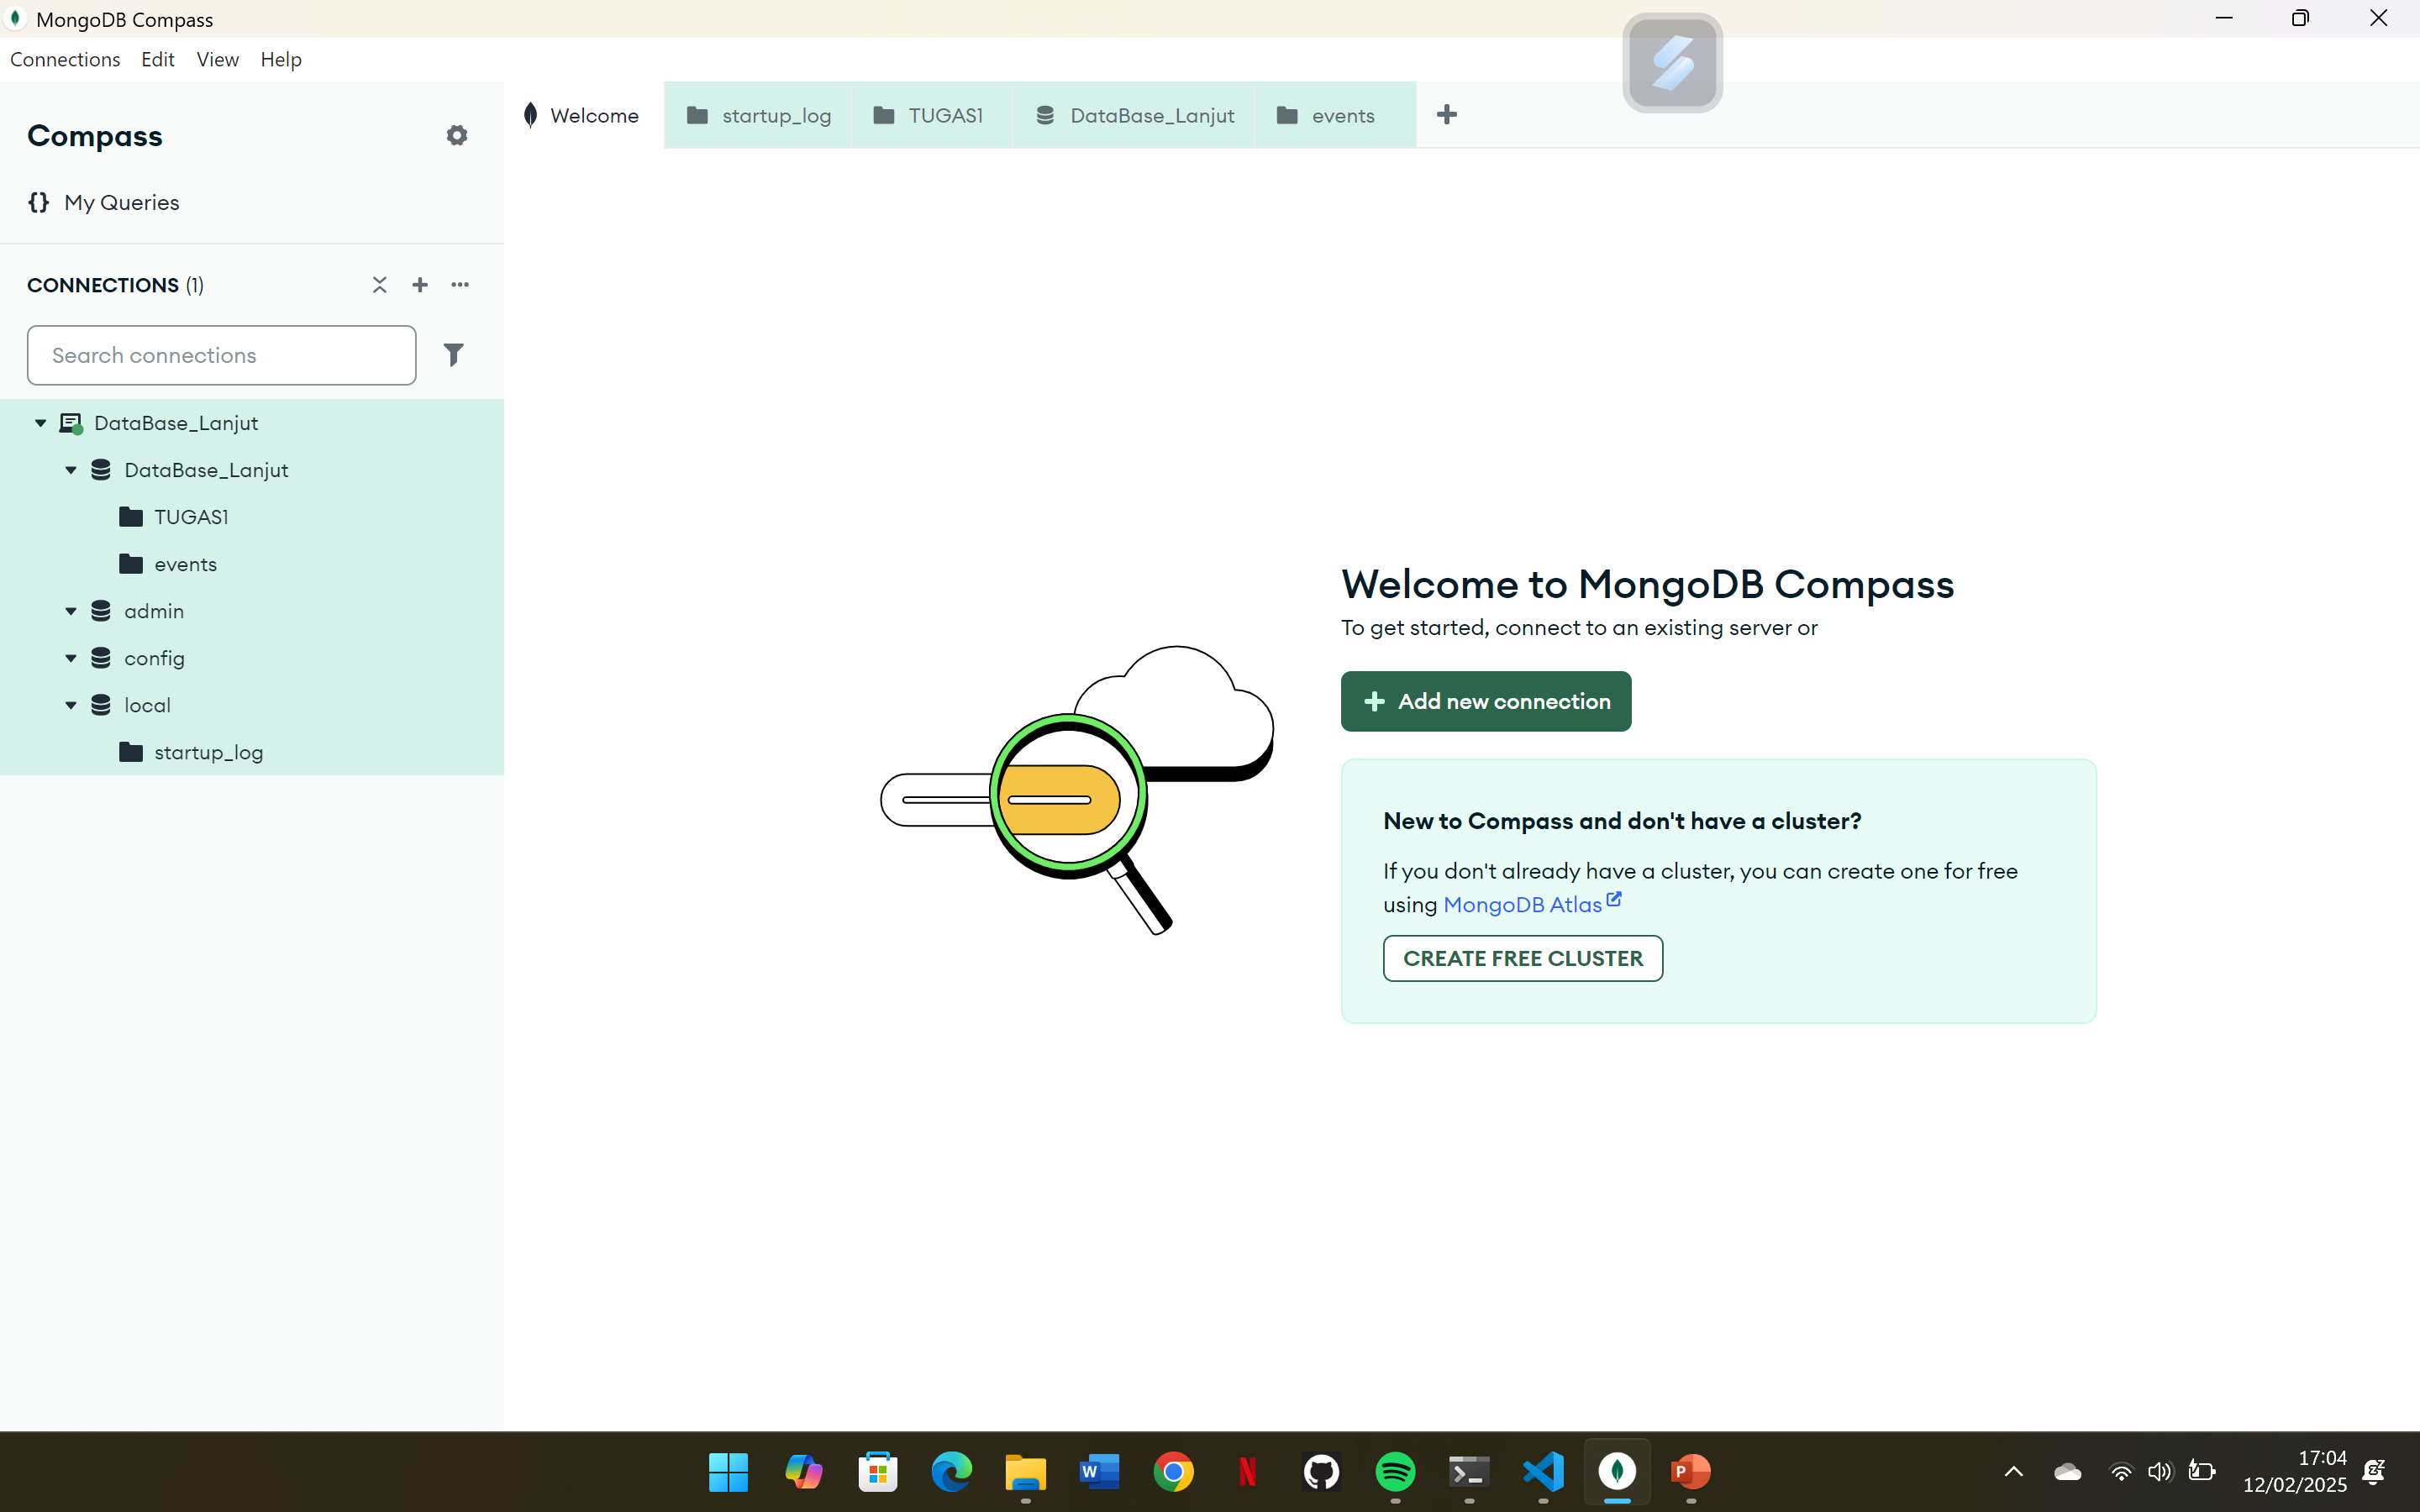 MongoDB Compass
Connections Edit View Help
Compass
My Queries
CONNECTIONS (1)
Search connections
DataBase_Lanjut
DataBase_Lanjut
TUGAS1
events
admin
config
local
startup_log
Welcome startup_log TUGAS1 DataBase_Lanjut events
Welcome to MongoDB Compass
To get started, connect to an existing server or
Add new connection
New to Compass and don't have a cluster?
If you don't already have a cluster, you can create one for free
using MongoDB Atlas
CREATE FREE CLUSTER
17:04
12/02/2025